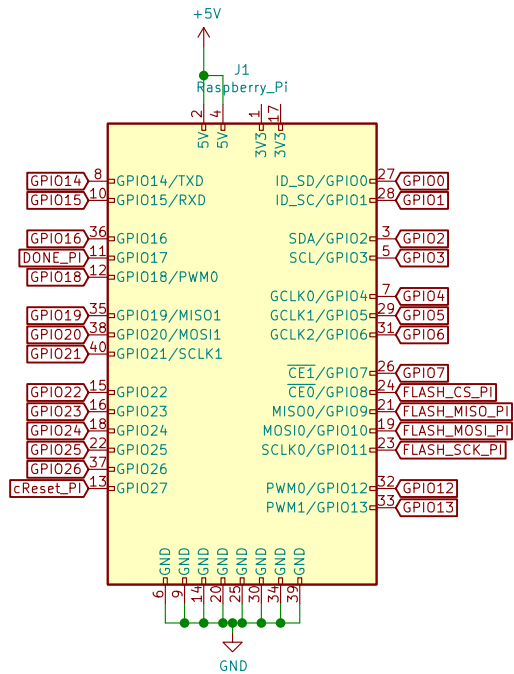 +5V
J1
Raspberry_Pi
2 4 1 17
5V 5V 3V3 3V3
GPIO14 8 GPIO14/TXD ID_SD/GPIO0 27 GPIO0
GPIO15 10 GPIO15/RXD ID_SC/GPIO1 28 GPIO1
GPIO16 36 GPIO16 SDA/GPIO2 3 GPIO2
DONE_PI 11 GPIO17 SCL/GPIO3 5 GPIO3
GPIO18 12 GPIO18/PWM0
GCLK0/GPIO4 7 GPIO4
GPIO19 35 GPIO19/MISO1 GCLK1/GPIO5 29 GPIO5
GPIO20 38 GPIO20/MOSI1 GCLK2/GPIO6 31 GPIO6
GPIO21 40 GPIO21/SCLK1
CE1/GPIO7 26 GPIO7
GPIO22 15 GPIO22 CE0/GPIO8 24 FLASH_CS_PI
GPIO23 16 GPIO23 MISO0/GPIO9 21 FLASH_MISO_PI
GPIO24 18 GPIO24 MOSI0/GPIO10 19 FLASH_MOSI_PI
GPIO25 22 GPIO25 SCLK0/GPIO11 23 FLASH_SCK_PI
GPIO26 37 GPIO26
cReset_PI 13 GPIO27 PWM0/GPIO12 32 GPIO12
PWM1/GPIO13 33 GPIO13
GND GND GND GND GND GND GND GND
6 9 14 20 25 30 34 39
GND